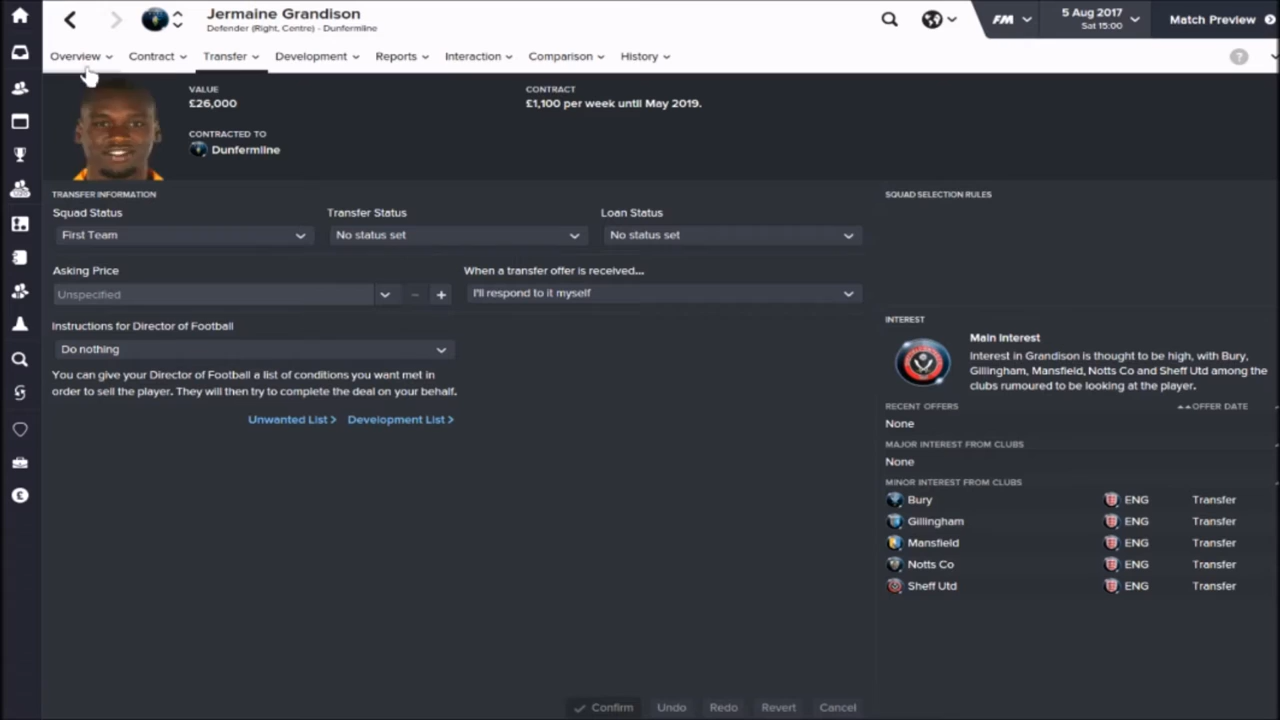 Jermaine Grandison
Defender (Right, Centre) - Dunfermline
FM
5 Aug 2017
Sat 15:00
Match Preview
Overview
Contract
Transfer
Development
Reports
Interaction
Comparison
History
?
VALUE
£26,000
CONTRACT
£1,100 per week until May 2019.
CONTRACTED TO
Dunfermline
TRANSFER INFORMATION
Squad Status
Transfer Status
Loan Status
First Team
No status set
No status set
Asking Price
When a transfer offer is received...
Unspecified
- +
I'll respond to it myself
Instructions for Director of Football
Do nothing
You can give your Director of Football a list of conditions you want met in
order to sell the player. They will then try to complete the deal on your behalf.
Unwanted List >
Development List >
SQUAD SELECTION RULES
INTEREST
Main Interest
Interest in Grandison is thought to be high, with Bury,
Gillingham, Mansfield, Notts Co and Sheff Utd among the
clubs rumoured to be looking at the player.
RECENT OFFERS
OFFER DATE
None
MAJOR INTEREST FROM CLUBS
None
MINOR INTEREST FROM CLUBS
Bury ENG Transfer
Gillingham ENG Transfer
Mansfield ENG Transfer
Notts Co ENG Transfer
Sheff Utd ENG Transfer
Confirm
Undo
Redo
Revert
Cancel